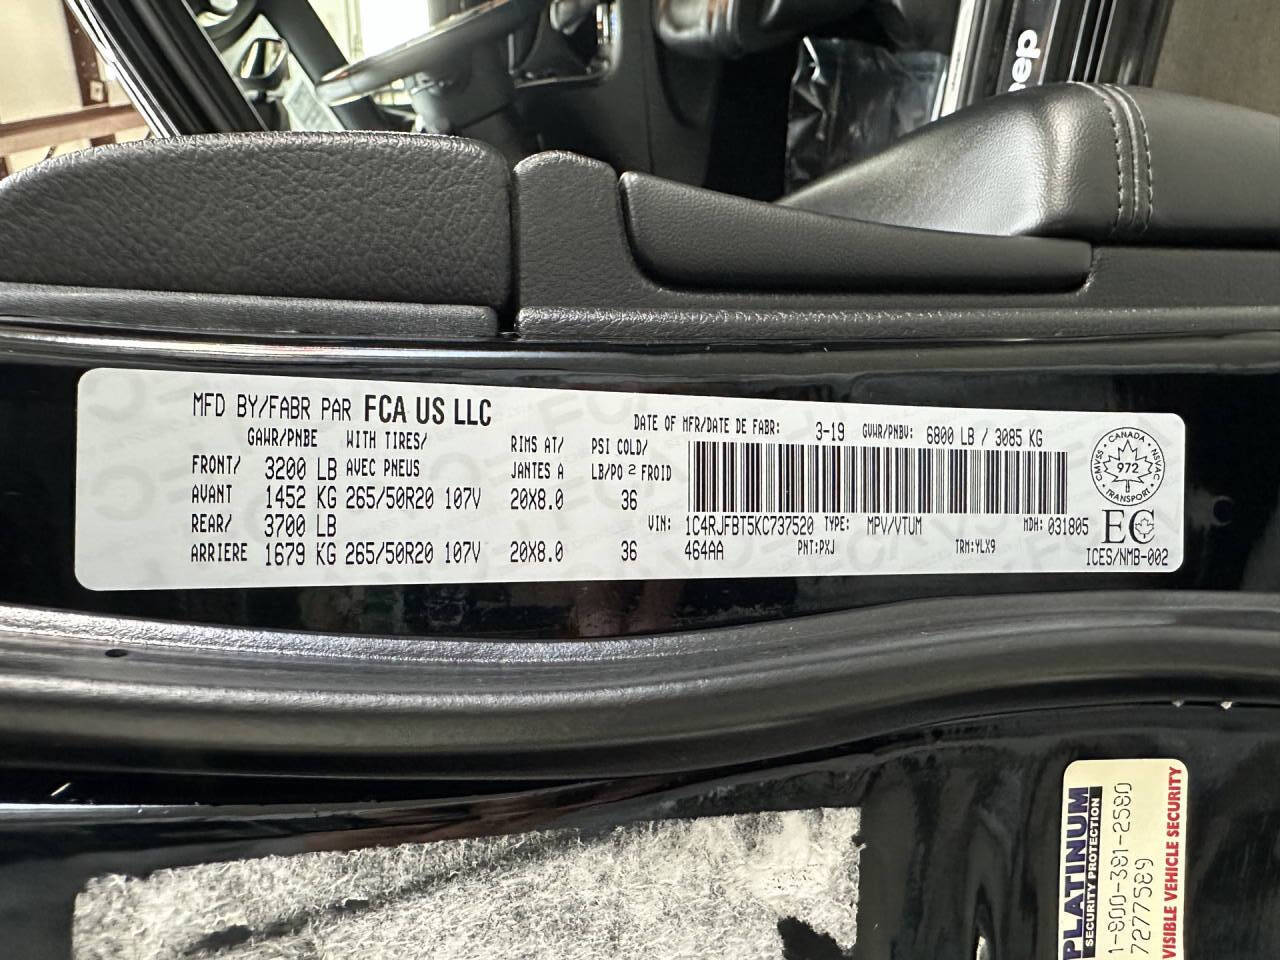 eep
MFD BY/FABR PAR FCA US LLC
DATE OF MFR/DATE DE FABR: 3-19 GVWR/PNBV: 6800 LB / 3085 KG
GAWR/PNBE WITH TIRES/ RIMS AT/ PSI COLD/
FRONT/ 3200 LB AVEC PNEUS JANTES A LB/PO 2 FROID
AVANT 1452 KG 265/50R20 107V 20X8.0 36
REAR/ 3700 LB
ARRIERE 1679 KG 265/50R20 107V 20X8.0 36
VIN: 1C4RJFBT5KC737520 TYPE: MPV/VTUM MDH: 031805
464AA PNT:PXJ TRM:YLX9
CANADA
CMVSS NSVAC
972
TRANSPORT
EC
ICES/NMB-002
PLATINUM
SECURITY PROTECTION
1-800-381-2580
7277589
VISIBLE VEHICLE SECURITY